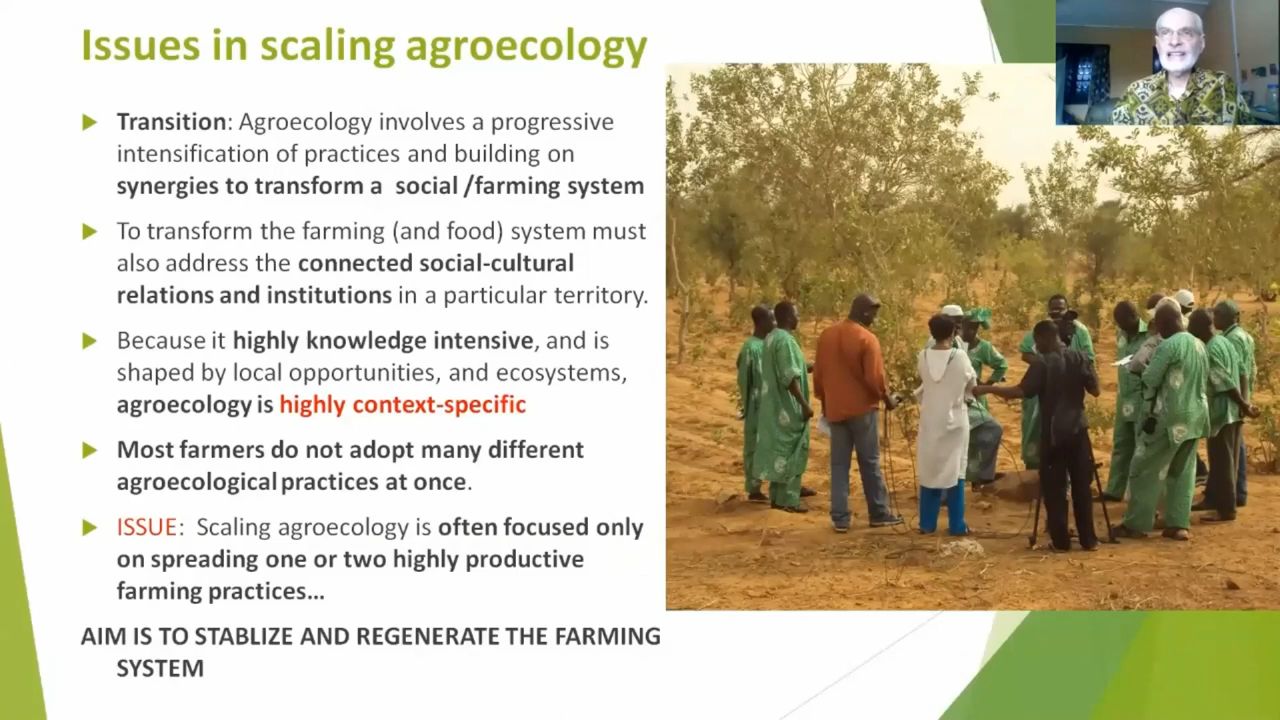 Issues in scaling agroecology
Transition: Agroecology involves a progressive
intensification of practices and building on
synergies to transform a social /farming system
To transform the farming (and food) system must
also address the connected social-cultural
relations and institutions in a particular territory.
Because it highly knowledge intensive, and is
shaped by local opportunities, and ecosystems,
agroecology is highly context-specific
Most farmers do not adopt many different
agroecological practices at once.
ISSUE: Scaling agroecology is often focused only
on spreading one or two highly productive
farming practices…
AIM IS TO STABLIZE AND REGENERATE THE FARMING
SYSTEM